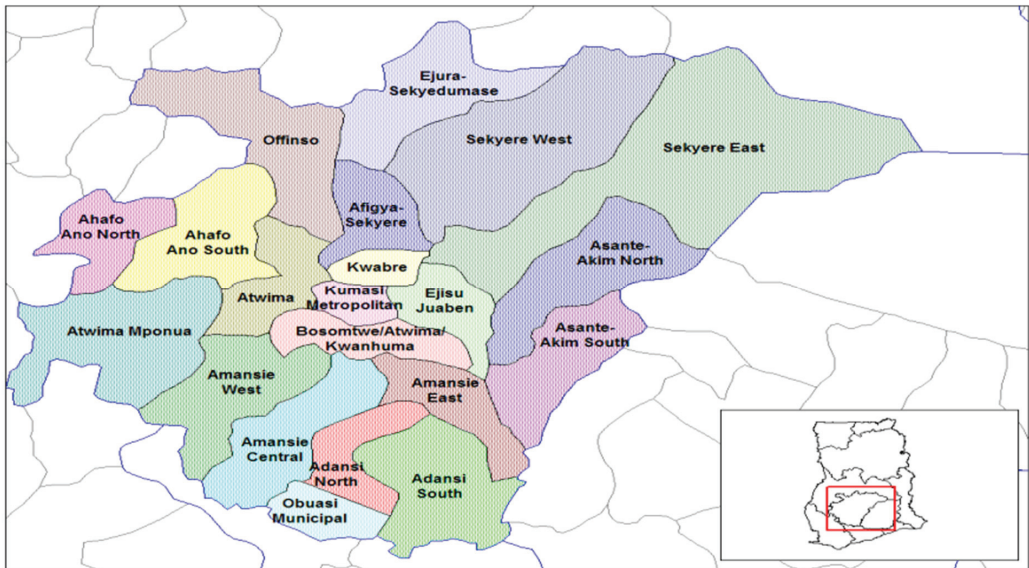 Ejura-
Sekyedumase
Offinso
Sekyere West
Sekyere East
Afigya-
Sekyere
Ahafo
Ano North
Ahafo
Ano South
Asante-
Akim North
Kwabre
Atwima
Kumasi
Metropolitan
Ejisu
Juaben
Atwima Mponua
Bosomtwe/Atwima/
Kwanhuma
Asante-
Akim South
Amansie
West
Amansie
East
Amansie
Central
Adansi
North
Adansi
South
Obuasi
Municipal